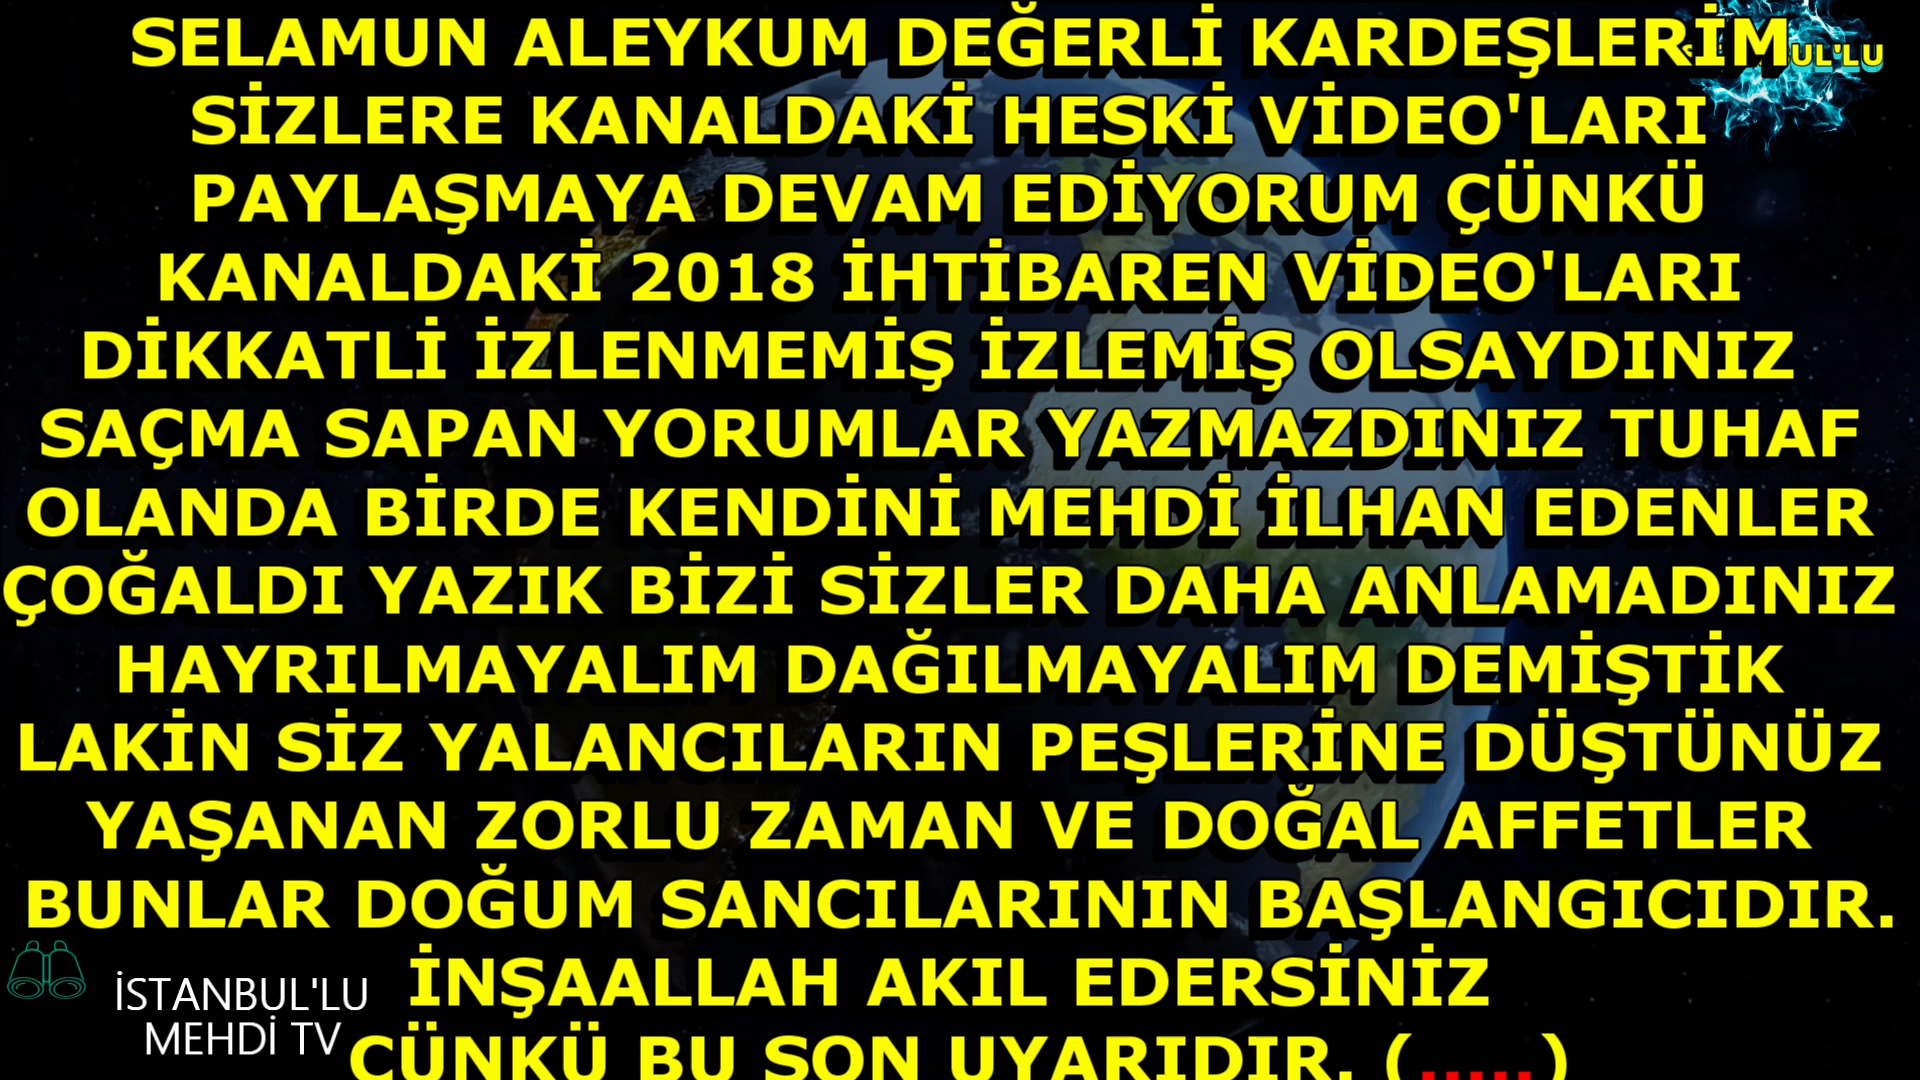 SELAMUN ALEYKUM DEĞERLİ KARDEŞLERİM
UL'LU
SİZLERE KANALDAKİ HESKİ VİDEO'LARI
PAYLAŞMAYA DEVAM EDİYORUM ÇÜNKÜ
KANALDAKİ 2018 İHTİBAREN VİDEO'LARI
DİKKATLİ İZLENMEMİŞ İZLEMİŞ OLSAYDINIZ
SAÇMA SAPAN YORUMLAR YAZMAZDINIZ TUHAF
OLANDA BİRDE KENDİNİ MEHDİ İLHAN EDENLER
ÇOĞALDI YAZIK BİZİ SİZLER DAHA ANLAMADINIZ
HAYRILMAYALIM DAĞILMAYALIM DEMİŞTİK
LAKİN SİZ YALANCILARIN PEŞLERİNE DÜŞTÜNÜZ
YAŞANAN ZORLU ZAMAN VE DOĞAL AFFETLER
BUNLAR DOĞUM SANCILARININ BAŞLANGICIDIR.
İNŞAALLAH AKIL EDERSİNİZ
ÇÜNKÜ BU SON UYARIDIR. (.....)
İSTANBUL'LU
MEHDİ TV